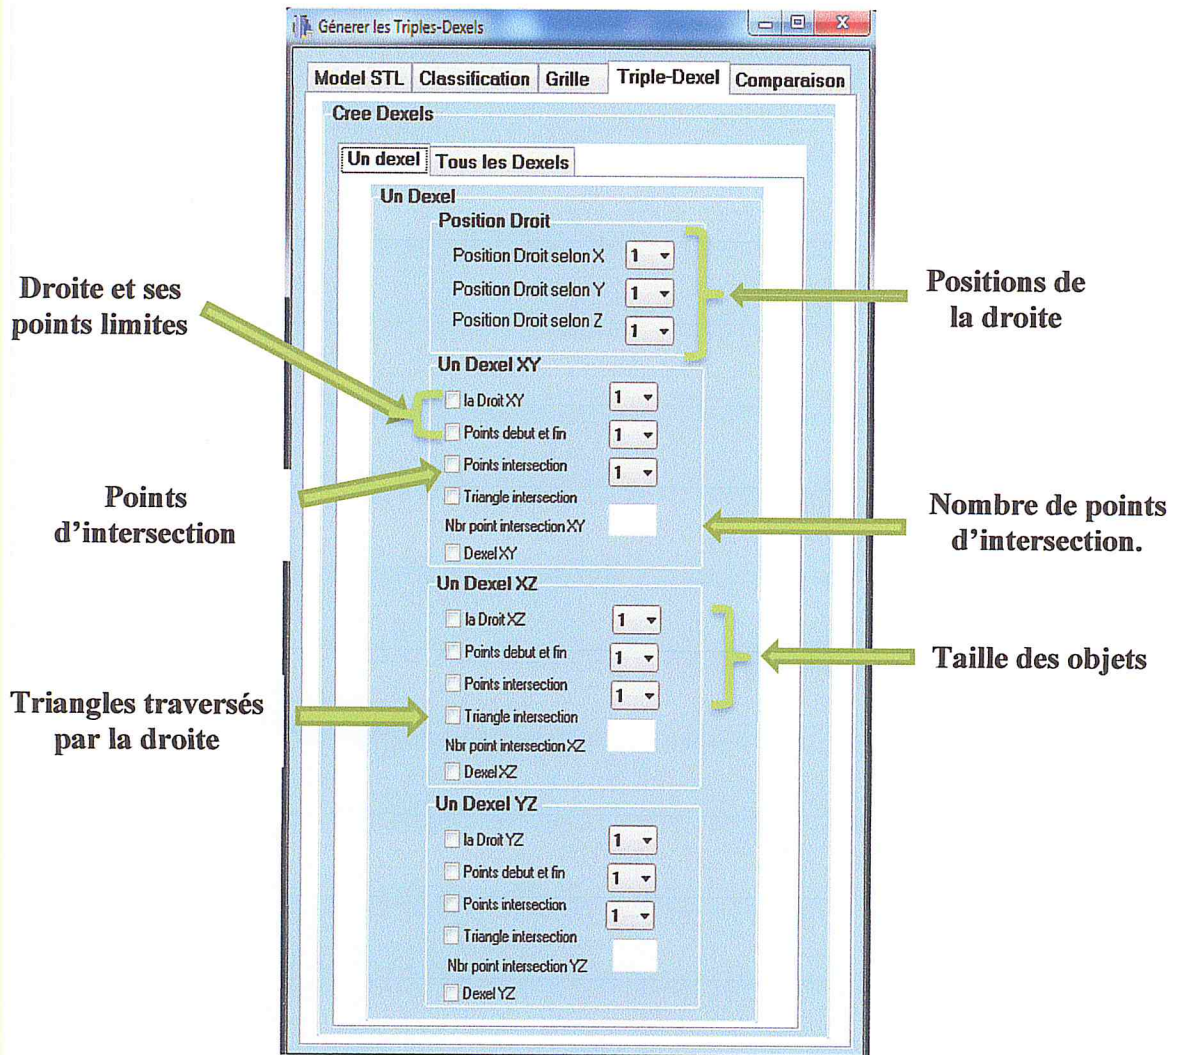 Génerer les Triples-Dexels
Model STL Classification Grille Triple-Dexel Comparaison
Cree Dexels
Un dexel Tous les Dexels
Un Dexel
Position Droit
Position Droit selon X 1
Position Droit selon Y 1
Position Droit selon Z 1
Positions de
la droite
Droite et ses
points limites
Un Dexel XY
la Droit XY 1
Points debut et fin 1
Points intersection 1
Triangle intersection
Nbr point intersection XY
Dexel XY
Points
d'intersection
Nombre de points
d'intersection.
Un Dexel XZ
la Droit XZ 1
Points debut et fin 1
Points intersection 1
Triangle intersection
Nbr point intersection XZ
Dexel XZ
Taille des objets
Triangles traversés
par la droite
Un Dexel YZ
la Droit YZ 1
Points debut et fin 1
Points intersection 1
Triangle intersection
Nbr point intersection YZ
Dexel YZ